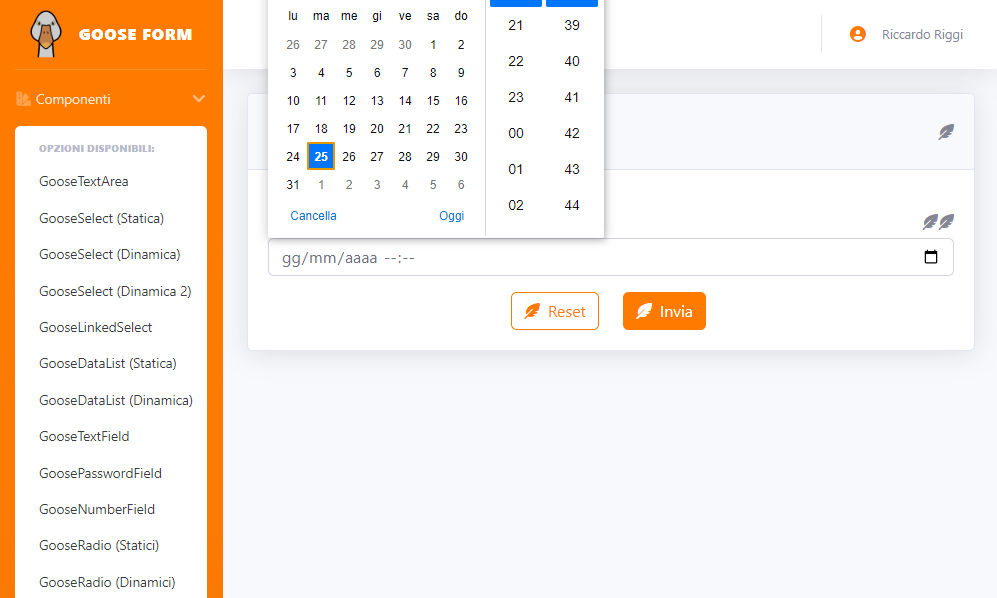 GOOSE FORM
Componenti
OPZIONI DISPONIBILI:
GooseTextArea
GooseSelect (Statica)
GooseSelect (Dinamica)
GooseSelect (Dinamica 2)
GooseLinkedSelect
GooseDataList (Statica)
GooseDataList (Dinamica)
GooseTextField
GoosePasswordField
GooseNumberField
GooseRadio (Statici)
GooseRadio (Dinamici)
lu ma me gi ve sa do
26 27 28 29 30 1 2
3 4 5 6 7 8 9
10 11 12 13 14 15 16
17 18 19 20 21 22 23
24 25 26 27 28 29 30
31 1 2 3 4 5 6
Cancella Oggi
21 39
22 40
23 41
00 42
01 43
02 44
Riccardo Riggi
gg/mm/aaaa --:--
Reset Invia